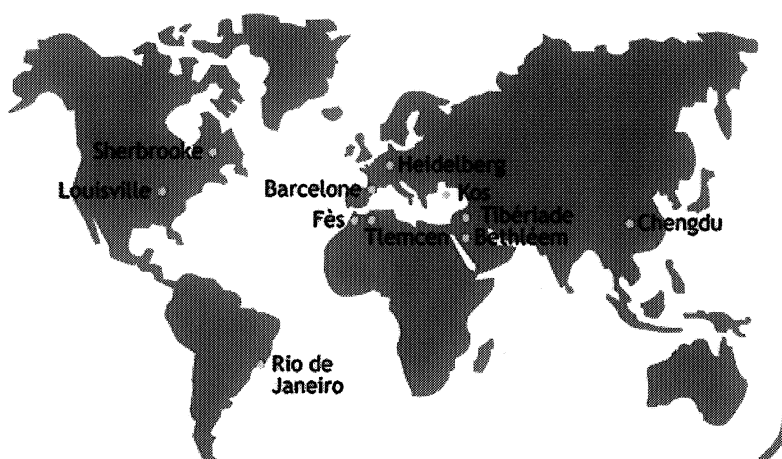 Sherbrooke
Heidelberg
Louisville
Barcelone
Kos
Fès
Tibériade
Chengdu
Tlemcen
Bethléem
Rio de
Janeiro